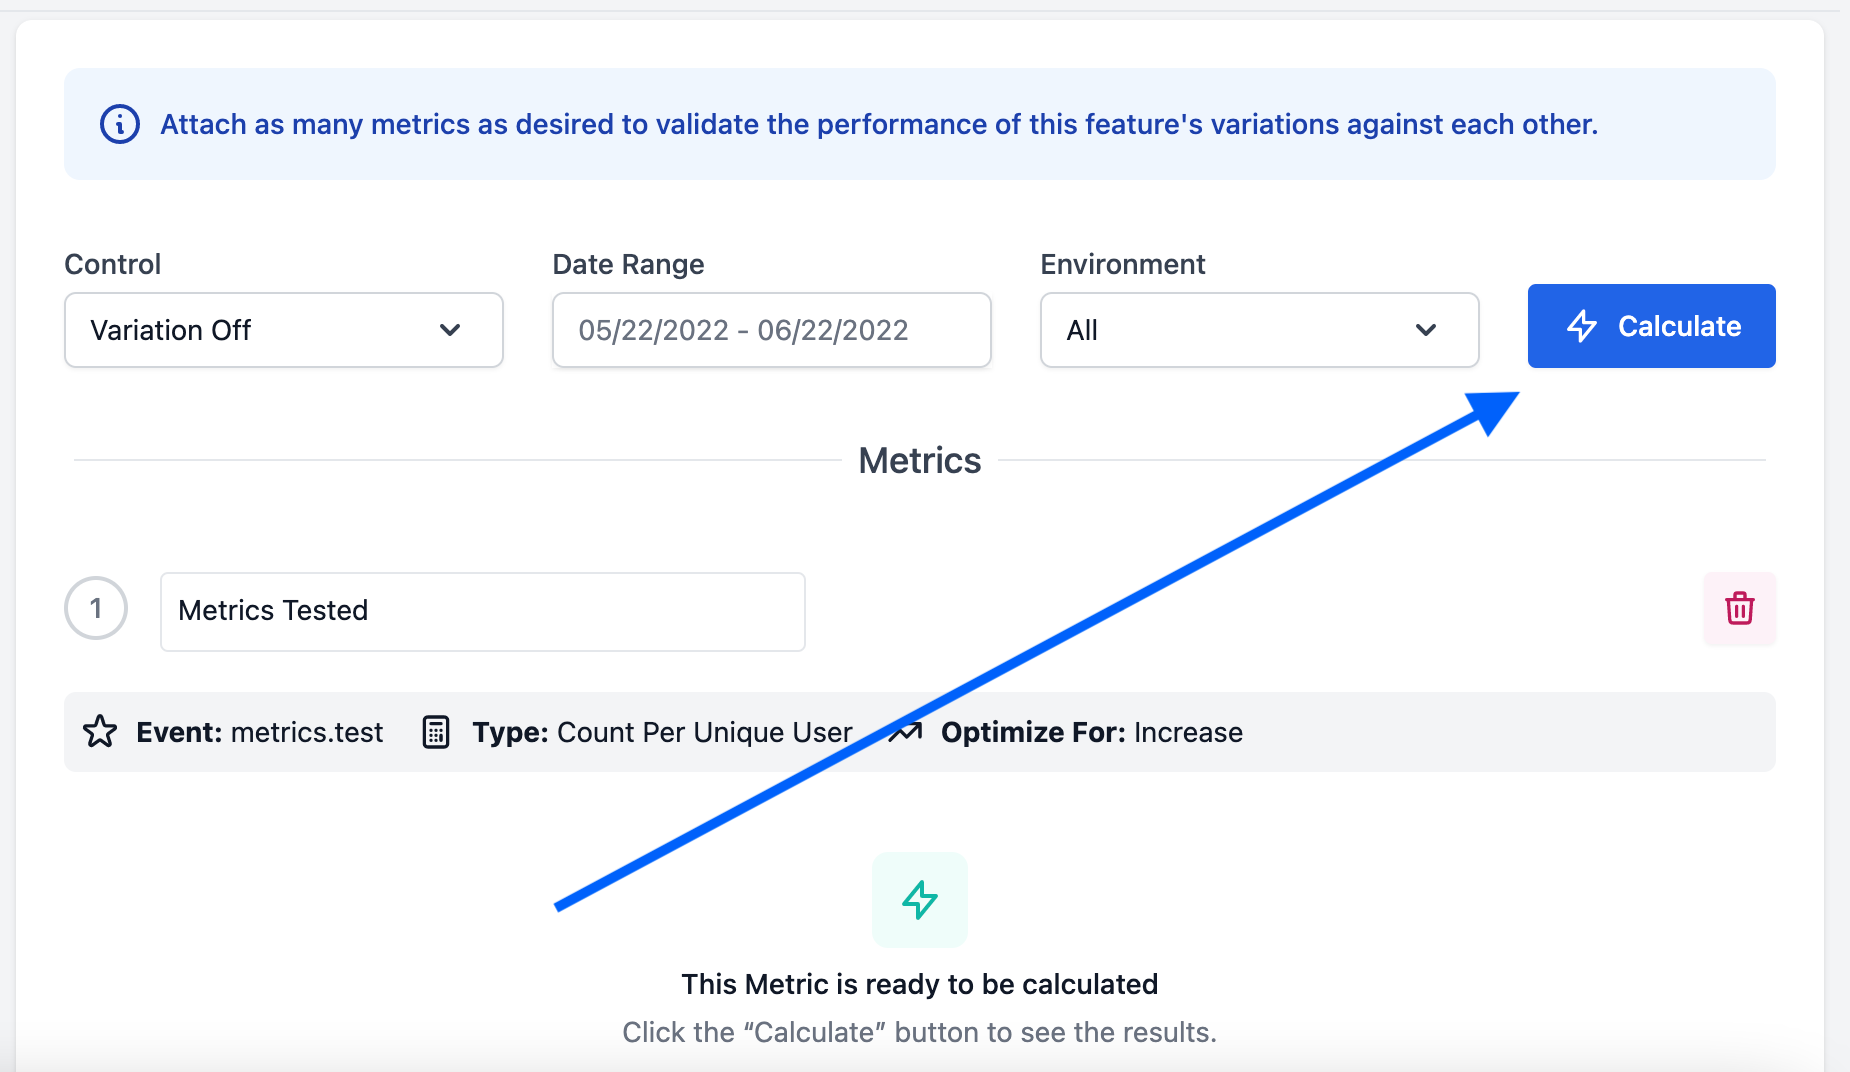 Attach as many metrics as desired to validate the performance of this feature's variations against each other.
Control
Date Range
Environment
Variation Off
05/22/2022 - 06/22/2022
All
Calculate
Metrics
1
Metrics Tested
Event: metrics.test
Type: Count Per Unique User
Optimize For: Increase
This Metric is ready to be calculated
Click the “Calculate” button to see the results.